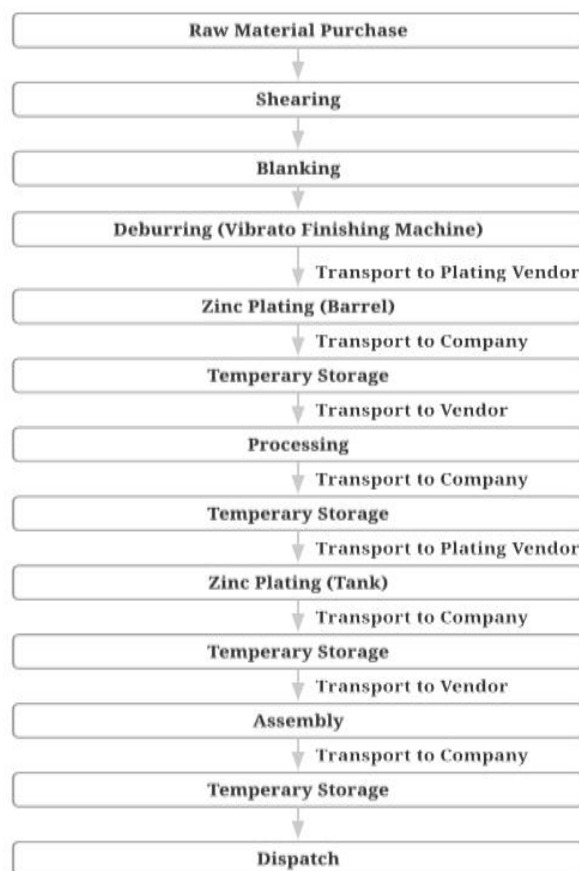 Raw Material Purchase
Shearing
Blanking
Deburring (Vibrato Finishing Machine)
Transport to Plating Vendor
Zinc Plating (Barrel)
Transport to Company
Temperary Storage
Transport to Vendor
Processing
Transport to Company
Temperary Storage
Transport to Plating Vendor
Zinc Plating (Tank)
Transport to Company
Temperary Storage
Transport to Vendor
Assembly
Transport to Company
Temperary Storage
Dispatch